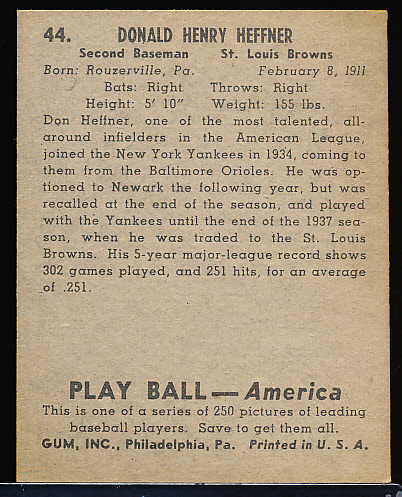 44. DONALD HENRY HEFFNER
Second Baseman St. Louis Browns
Born: Rouzerville, Pa. February 8, 1911
Bats: Right Throws: Right
Height: 5' 10" Weight: 155 lbs.
Don Heffner, one of the most talented, all-
around infielders in the American League,
joined the New York Yankees in 1934, coming to
them from the Baltimore Orioles. He was op-
tioned to Newark the following year, but was
recalled at the end of the season, and played
with the Yankees until the end of the 1937 sea-
son, when he was traded to the St. Louis
Browns. His 5-year major-league record shows
302 games played, and 251 hits, for an average
of .251.
PLAY BALL — America
This is one of a series of 250 pictures of leading
baseball players. Save to get them all.
GUM, INC., Philadelphia, Pa. Printed in U. S. A.